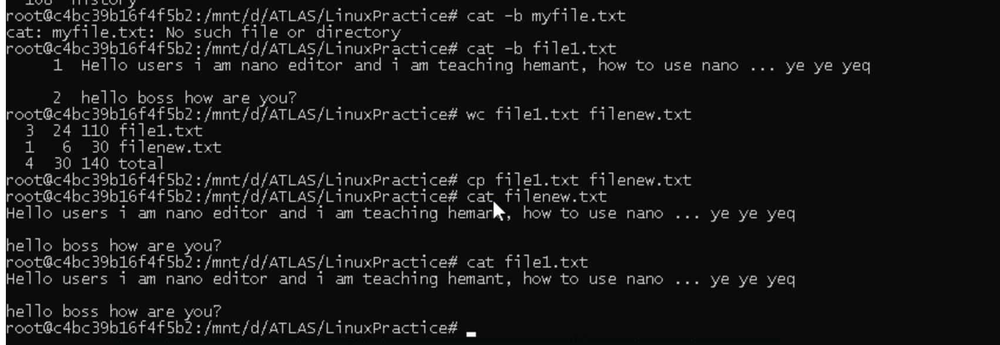 108 history
root@c4bc39b16f4f5b2:/mnt/d/ATLAS/LinuxPractice# cat -b myfile.txt
cat: myfile.txt: No such file or directory
root@c4bc39b16f4f5b2:/mnt/d/ATLAS/LinuxPractice# cat -b file1.txt
     1  Hello users i am nano editor and i am teaching hemant, how to use nano ... ye ye yeq

     2  hello boss how are you?
root@c4bc39b16f4f5b2:/mnt/d/ATLAS/LinuxPractice# wc file1.txt filenew.txt
  3  24 110 file1.txt
  1   6  30 filenew.txt
  4  30 140 total
root@c4bc39b16f4f5b2:/mnt/d/ATLAS/LinuxPractice# cp file1.txt filenew.txt
root@c4bc39b16f4f5b2:/mnt/d/ATLAS/LinuxPractice# cat filenew.txt
Hello users i am nano editor and i am teaching hemant, how to use nano ... ye ye yeq

hello boss how are you?
root@c4bc39b16f4f5b2:/mnt/d/ATLAS/LinuxPractice# cat file1.txt
Hello users i am nano editor and i am teaching hemant, how to use nano ... ye ye yeq

hello boss how are you?
root@c4bc39b16f4f5b2:/mnt/d/ATLAS/LinuxPractice#